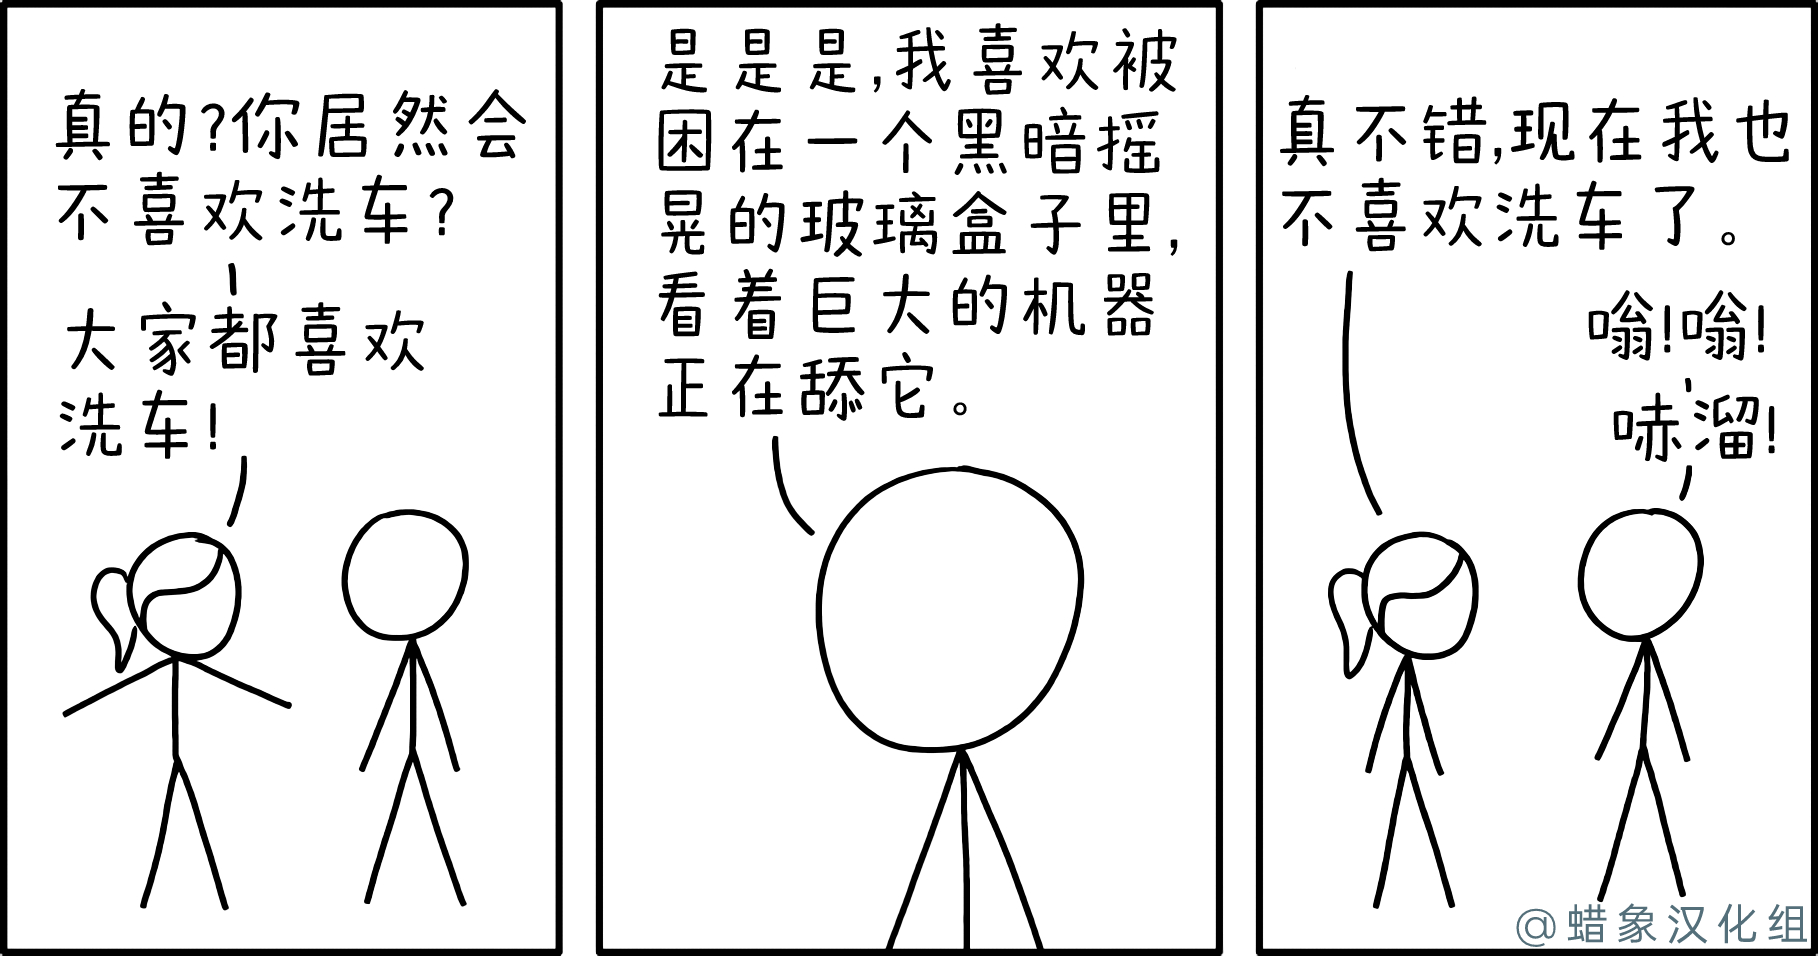 真的?你居然会
不喜欢洗车?
大家都喜欢
洗车!
是是是,我喜欢被
困在一个黑暗摇
晃的玻璃盒子里,
看着巨大的机器
正在舔它。
真不错,现在我也
不喜欢洗车了。
嗡!嗡!
哧溜!
@蜡象汉化组